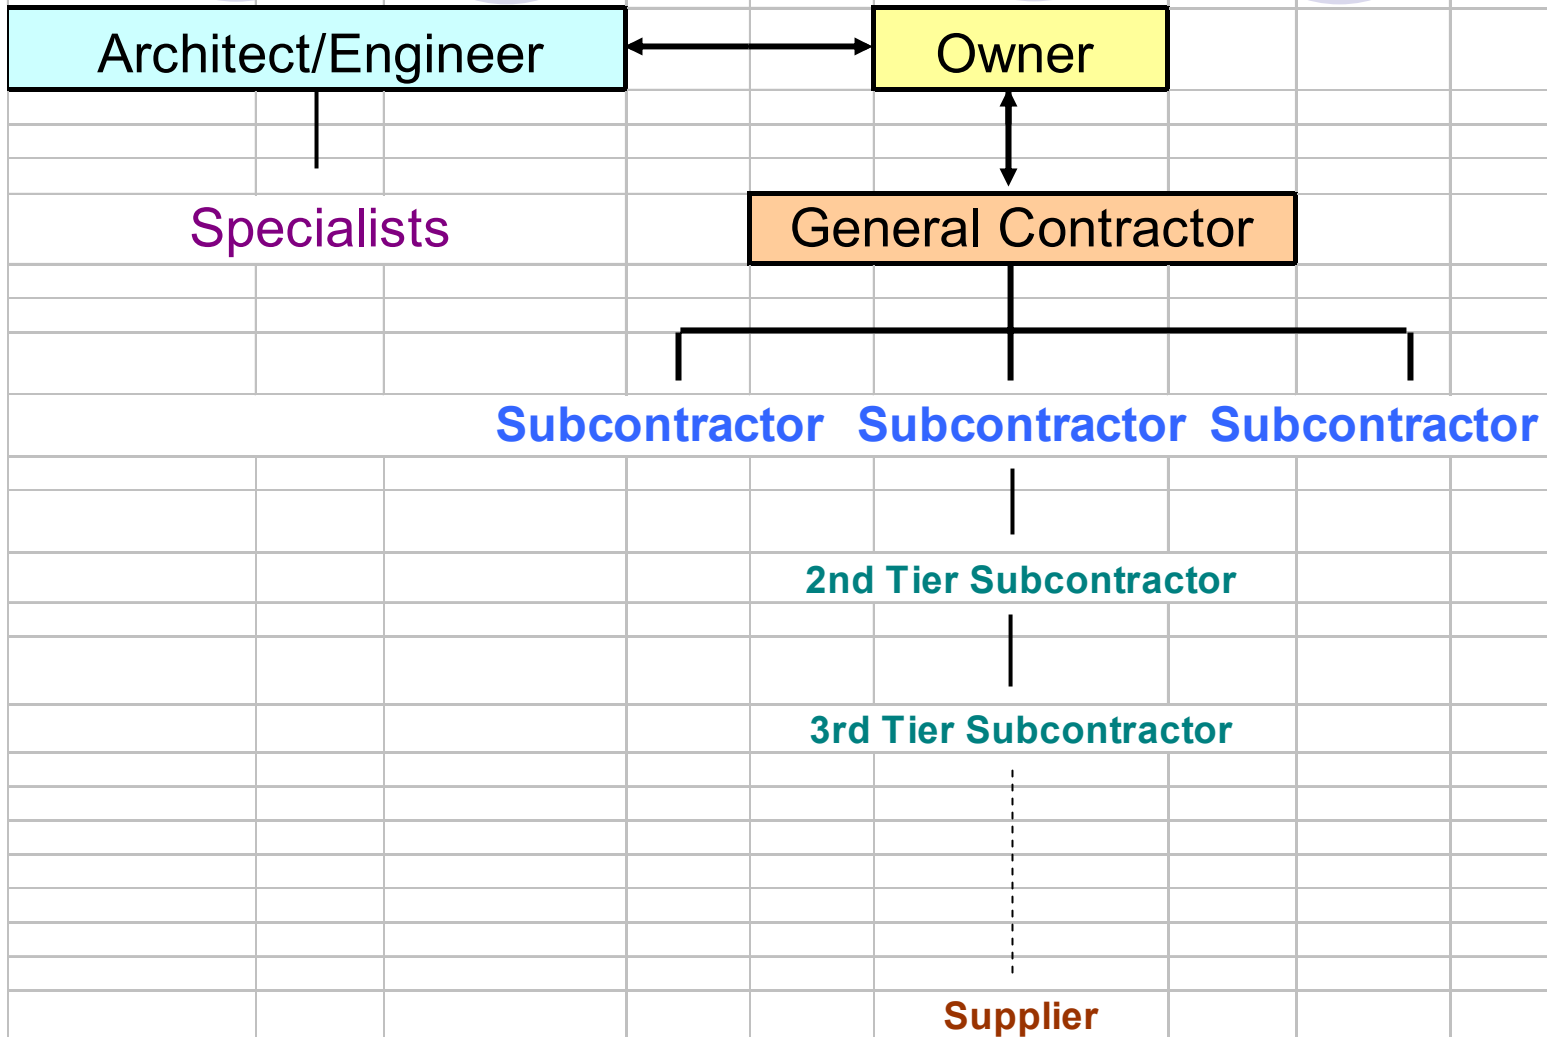 Architect/Engineer
Owner
Specialists
General Contractor
Subcontractor Subcontractor Subcontractor
2nd Tier Subcontractor
3rd Tier Subcontractor
Supplier